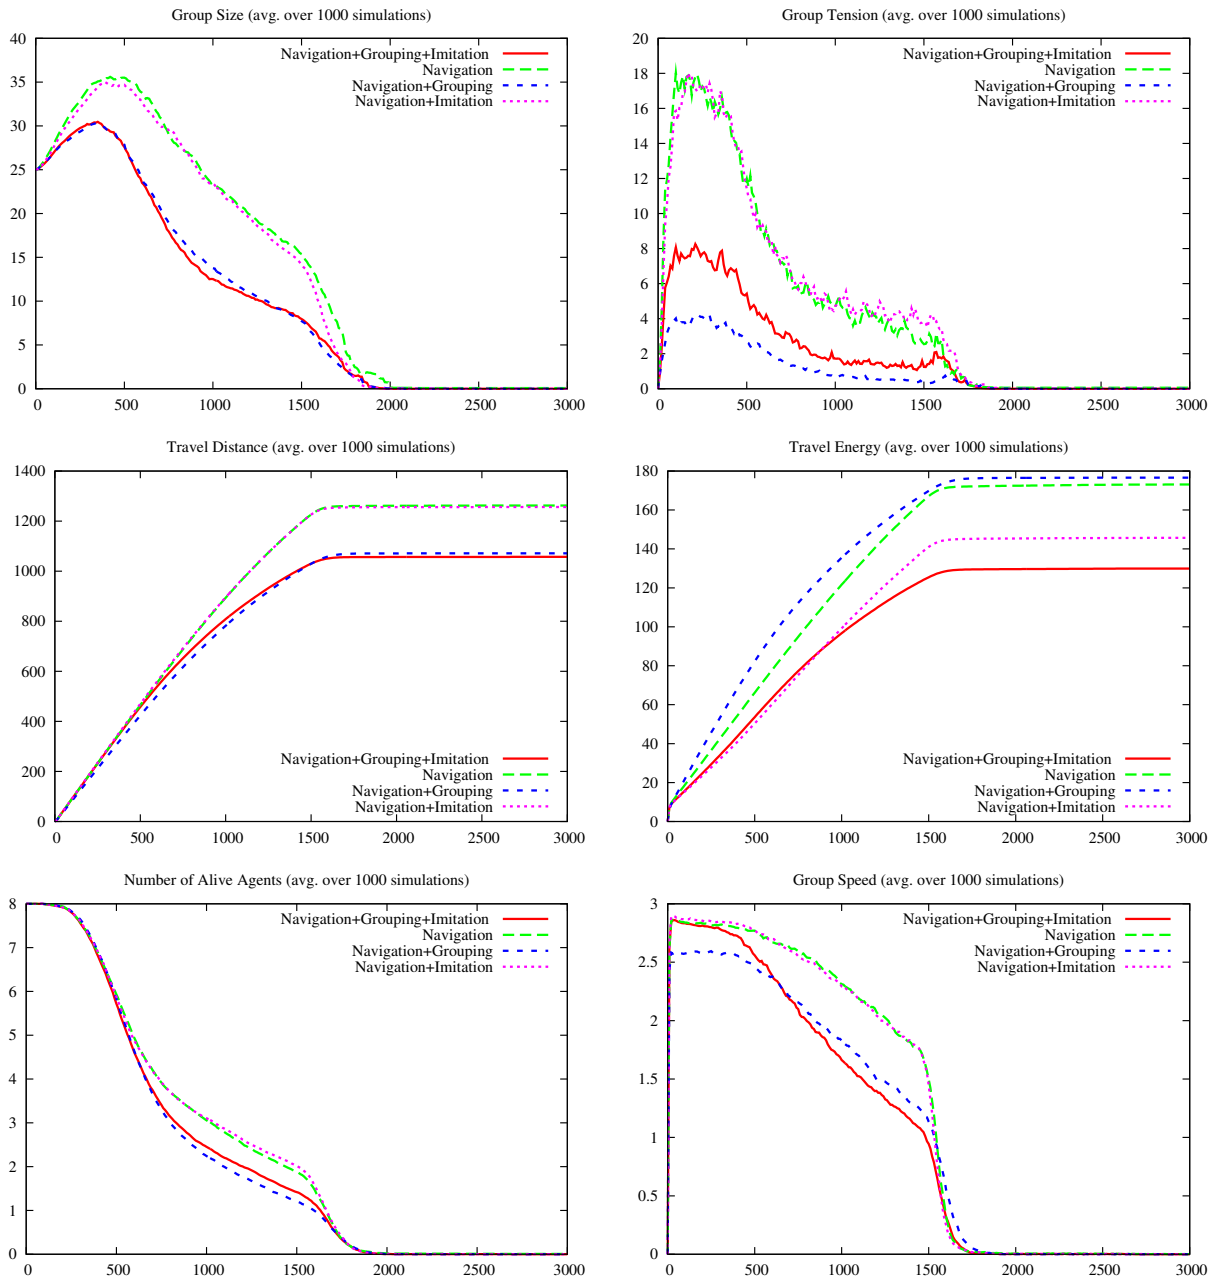 Group Size (avg. over 1000 simulations)
40
35
30
25
20
15
10
5
0
0 500 1000 1500 2000 2500 3000
Navigation+Grouping+Imitation
Navigation
Navigation+Grouping
Navigation+Imitation
Group Tension (avg. over 1000 simulations)
20
18
16
14
12
10
8
6
4
2
0
0 500 1000 1500 2000 2500 3000
Navigation+Grouping+Imitation
Navigation
Navigation+Grouping
Navigation+Imitation
Travel Distance (avg. over 1000 simulations)
1400
1200
1000
800
600
400
200
0
0 500 1000 1500 2000 2500 3000
Navigation+Grouping+Imitation
Navigation
Navigation+Grouping
Navigation+Imitation
Travel Energy (avg. over 1000 simulations)
180
160
140
120
100
80
60
40
20
0
0 500 1000 1500 2000 2500 3000
Navigation+Grouping+Imitation
Navigation
Navigation+Grouping
Navigation+Imitation
Number of Alive Agents (avg. over 1000 simulations)
8
7
6
5
4
3
2
1
0
0 500 1000 1500 2000 2500 3000
Navigation+Grouping+Imitation
Navigation
Navigation+Grouping
Navigation+Imitation
Group Speed (avg. over 1000 simulations)
3
2.5
2
1.5
1
0.5
0
0 500 1000 1500 2000 2500 3000
Navigation+Grouping+Imitation
Navigation
Navigation+Grouping
Navigation+Imitation